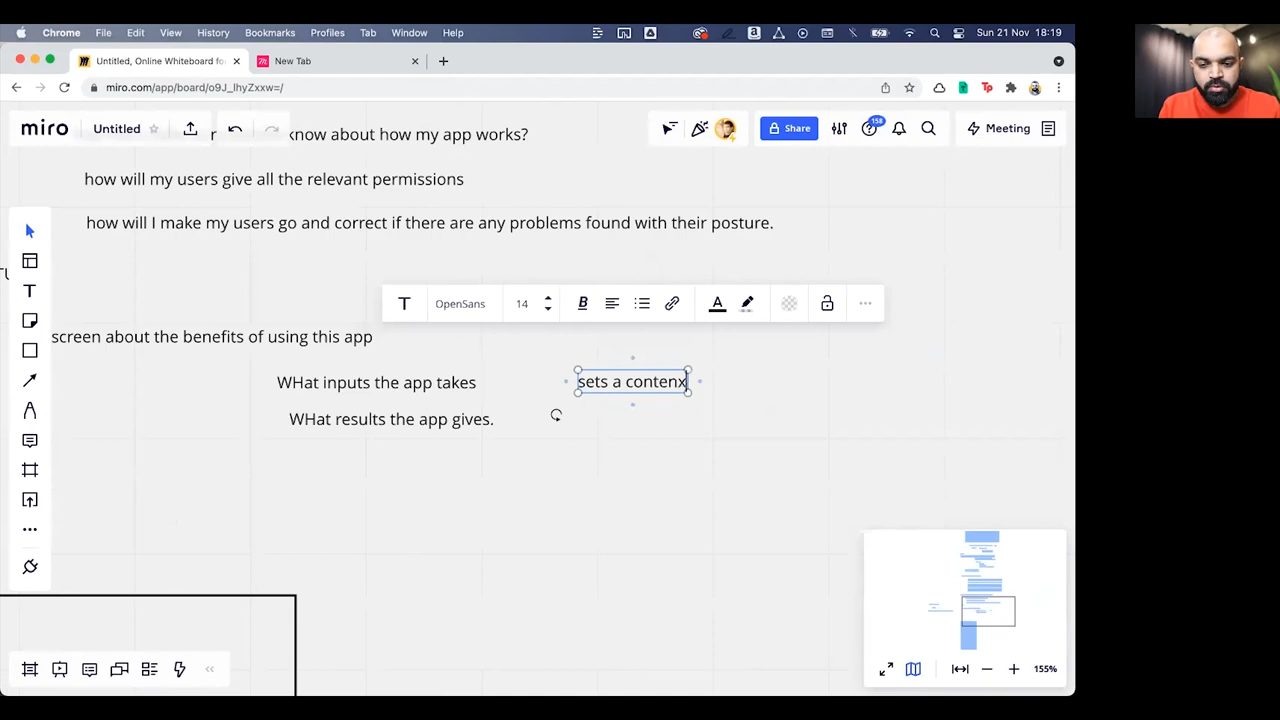 Chrome File Edit View History Bookmarks Profiles Tab Window Help Sun 21 Nov 18:19
Untitled, Online Whiteboard fo New Tab
miro.com/app/board/o9J_lhyZxxw=/
miro Untitled know about how my app works? 158 Share Meeting
how will my users give all the relevant permissions
how will I make my users go and correct if there are any problems found with their posture.
T OpenSans 14 B A
screen about the benefits of using this app
WHat inputs the app takes sets a contenx
WHat results the app gives.
155%